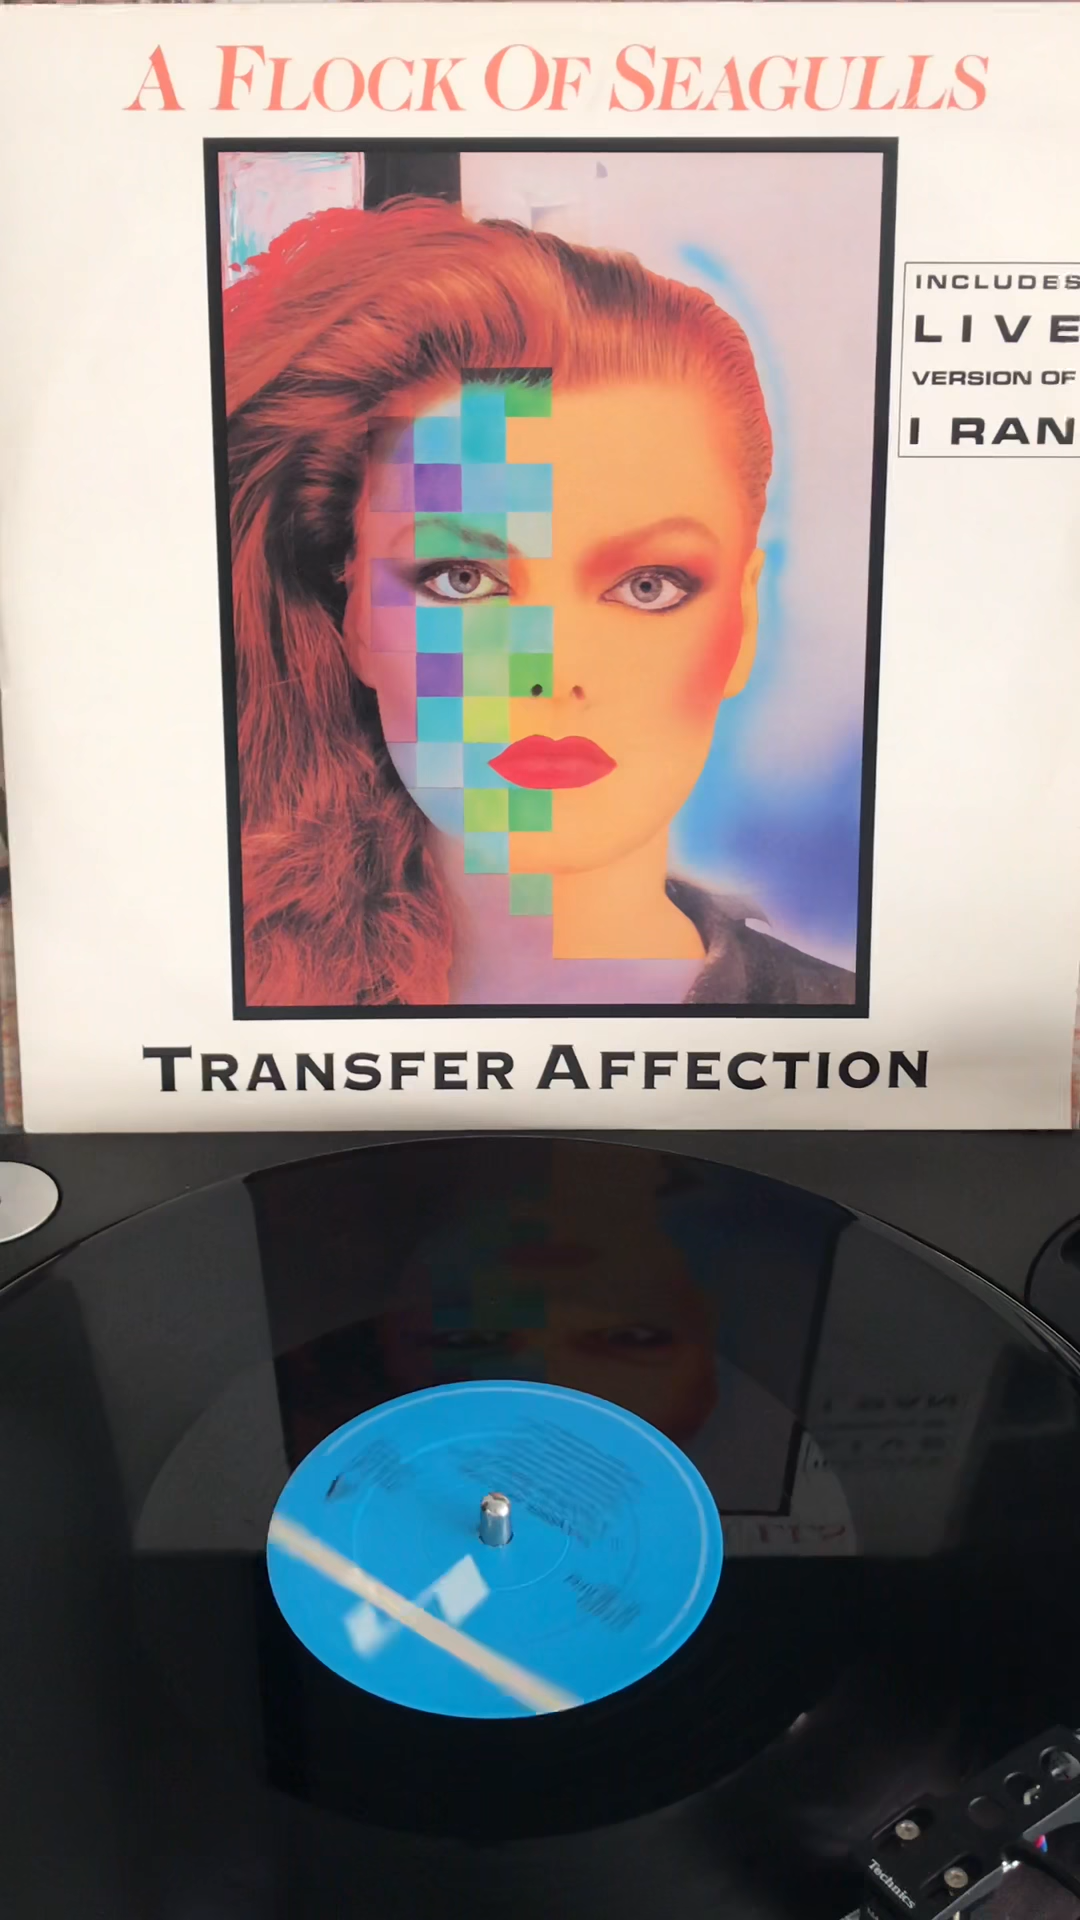 A FLOCK OF SEAGULLS
INCLUDES
LIVE
VERSION OF
I RAN
TRANSFER AFFECTION
Technics